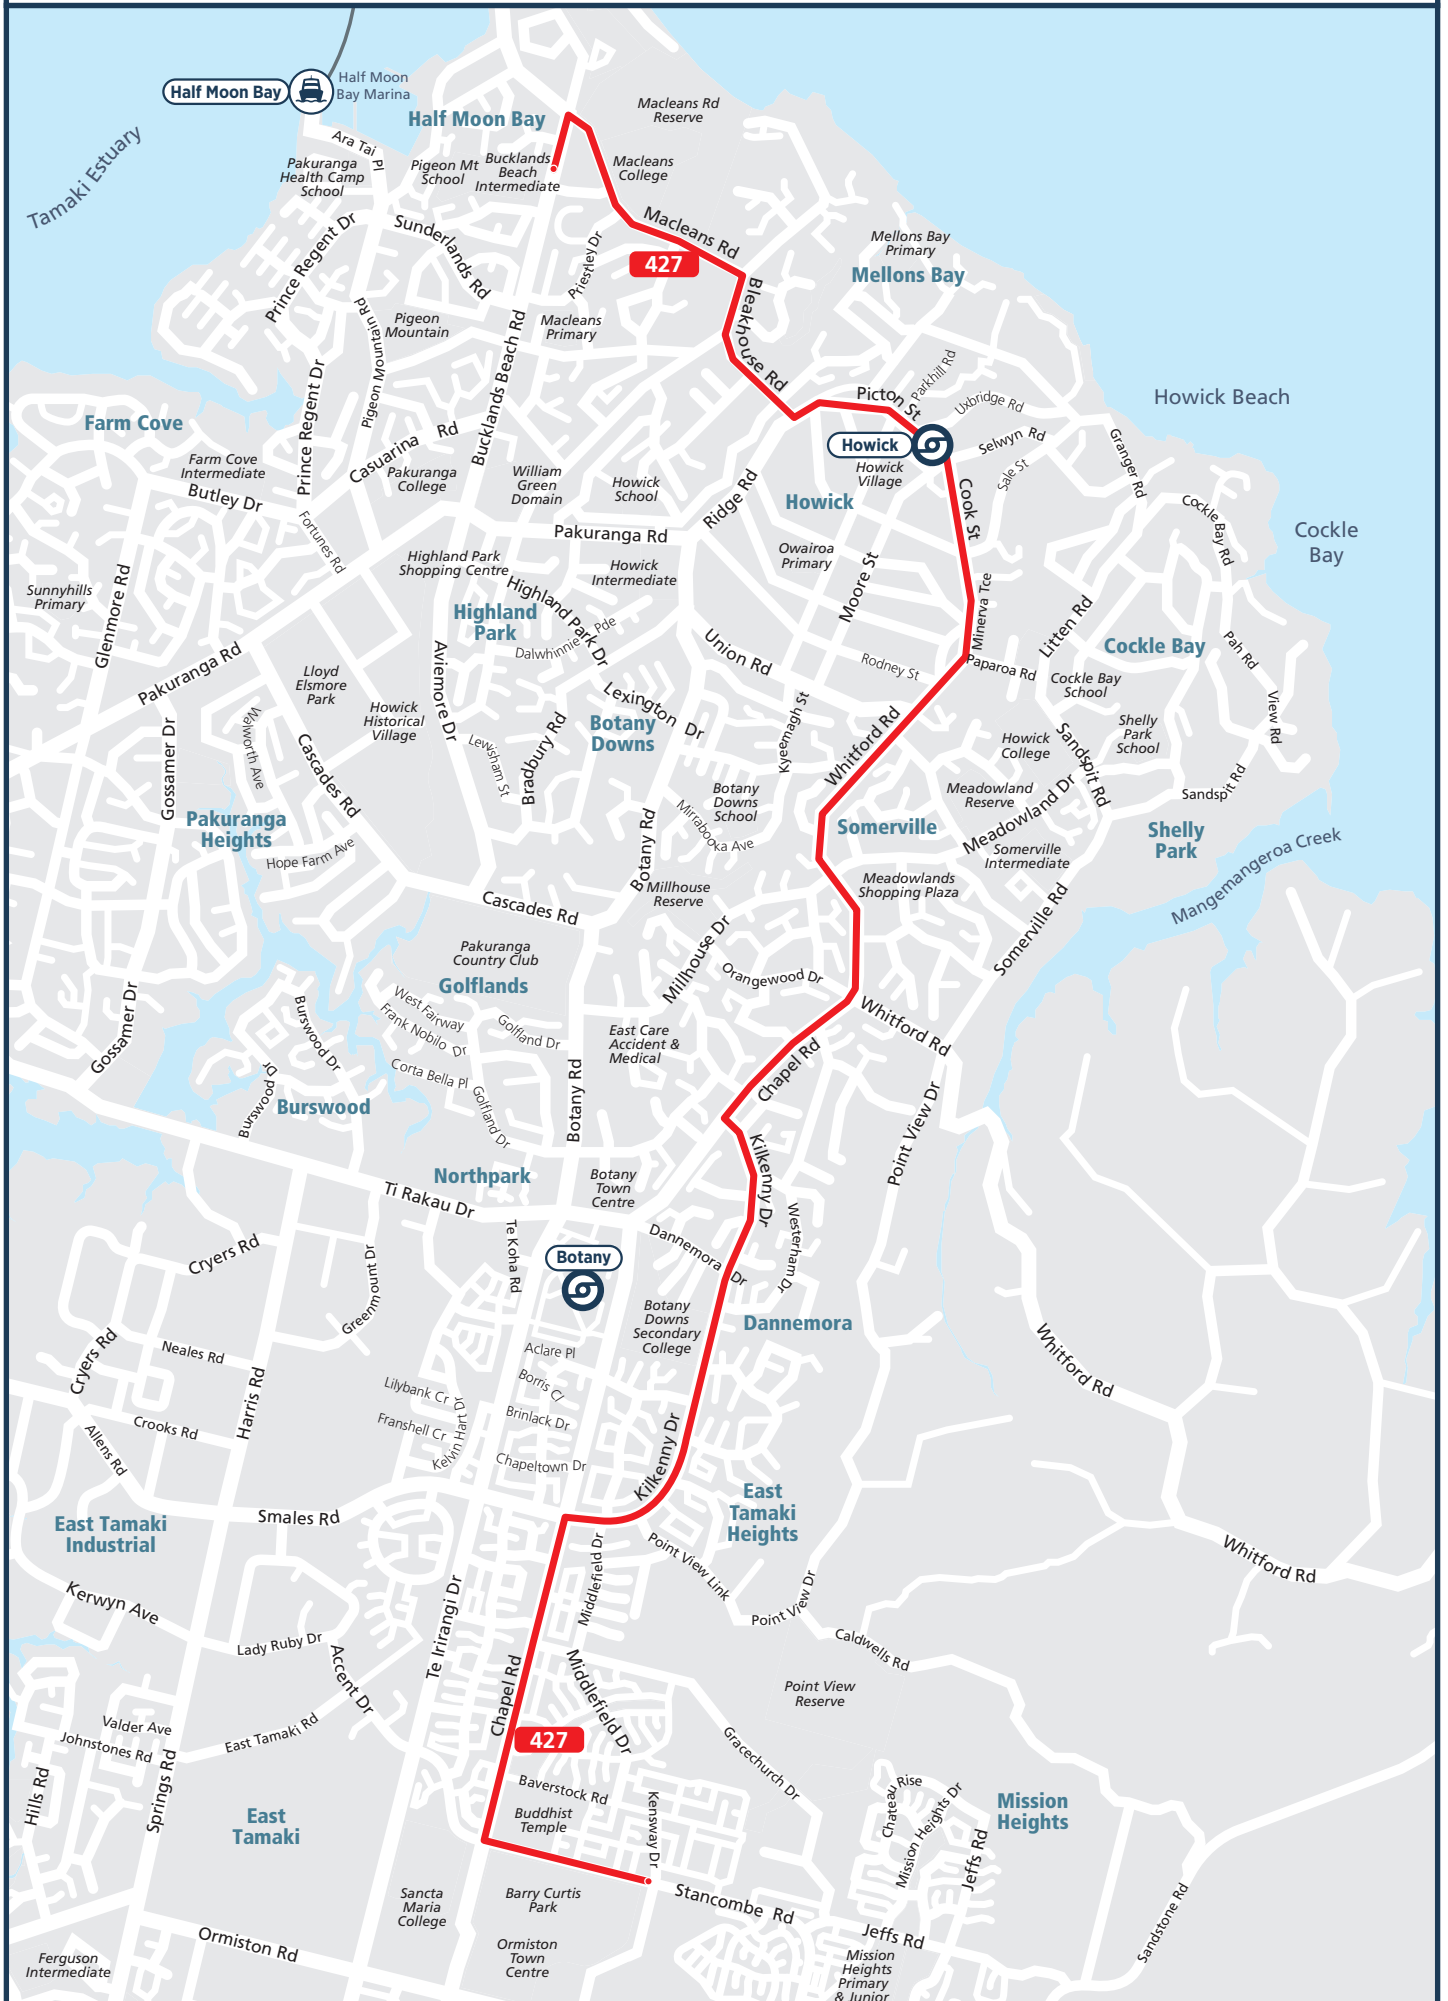 Half Moon Bay
Half Moon
Bay Marina
Half Moon Bay
Macleans Rd
Reserve
Tamaki Estuary
Ara Tai Pl
Pakuranga
Health Camp
School
Pigeon Mt
School
Bucklands
Beach
Intermediate
Macleans
College
Prince Regent Dr
Sunderlands Rd
Priestley Dr
Macleans Rd
427
Mellons Bay
Primary
Mellons Bay
Pigeon Mountain Rd
Pigeon
Mountain
Macleans
Primary
Bleakhouse Rd
Bucklands Beach Rd
Prince Regent Dr
Picton St
Parkhill Rd
Uxbridge Rd
Howick Beach
Farm Cove
Casuarina Rd
Howick
Selwyn Rd
Sale St
Granger Rd
Farm Cove
Intermediate
Butley Dr
Pakuranga
College
William
Green
Domain
Howick
School
Ridge Rd
Howick
Village
Howick
Cook St
Cockle Bay Rd
Cockle
Bay
Fortunes Rd
Pakuranga Rd
Highland Park
Shopping Centre
Howick
Intermediate
Owairoa
Primary
Moore St
Sunnyhills
Primary
Glenmore Rd
Highland
Park
Highland Park Dr
Dalwhinnie Pde
Minerva Tce
Litten Rd
Cockle Bay
Pakuranga Rd
Aviemore Dr
Union Rd
Rodney St
Paparoa Rd
Pah Rd
Lloyd
Elsmore
Park
Cockle Bay
School
Howick
Historical
Village
Lexington Dr
Botany
Downs
Kyeemagh St
Whitford Rd
View Rd
Gossamer Dr
Walworth Ave
Cascades Rd
Lewisham St
Bradbury Rd
Howick
College
Sandspit Rd
Shelly
Park
School
Pakuranga
Heights
Botany
Downs
School
Meadowland
Reserve
Meadowland Dr
Sandspit Rd
Botany Rd
Mirrabooka Ave
Somerville
Shelly
Park
Hope Farm Ave
Somerville
Intermediate
Mangemangeroa Creek
Cascades Rd
Millhouse
Reserve
Meadowlands
Shopping Plaza
Somerville Rd
Pakuranga
Country Club
Golflands
Millhouse Dr
Orangewood Dr
Gossamer Dr
Burswood Dr
West Fairway
Frank Nobilo Dr
Golfland Dr
East Care
Accident &
Medical
Whitford Rd
Corta Bella Pl
Chapel Rd
Burswood Dr
Burswood
Golfland Dr
Botany Rd
Point View Dr
Northpark
Botany
Town
Centre
Kilkenny Dr
Ti Rakau Dr
Westerham Dr
Cryers Rd
Te Koha Rd
Dannemora Dr
Botany
Greenmount Dr
Botany
Downs
Secondary
College
Dannemora
Cryers Rd
Neales Rd
Aclare Pl
Whitford Rd
Harris Rd
Lilybank Cr
Borris Cl
Franshell Cr
Kelvin Hart Dr
Brinlack Dr
Crooks Rd
Allens Rd
Chapeltown Dr
Kilkenny Dr
Smales Rd
East Tamaki
Industrial
East
Tamaki
Heights
Middlefield Dr
Point View Link
Whitford Rd
Kerwyn Ave
Point View Dr
Lady Ruby Dr
Te Irirangi Dr
Caldwells Rd
Accent Dr
Chapel Rd
Middlefield Dr
Point View
Reserve
Valder Ave
Johnstones Rd
East Tamaki Rd
427
Gracechurch Dr
Hills Rd
Springs Rd
Baverstock Rd
Kensway Dr
Chateau Rise
Mission Heights Dr
Mission
Heights
East
Tamaki
Buddhist
Temple
Jeffs Rd
Sancta
Maria
College
Barry Curtis
Park
Stancombe Rd
Sandstone Rd
Ormiston Rd
Jeffs Rd
Ferguson
Intermediate
Ormiston
Town
Centre
Mission
Heights
Primary
& Junior